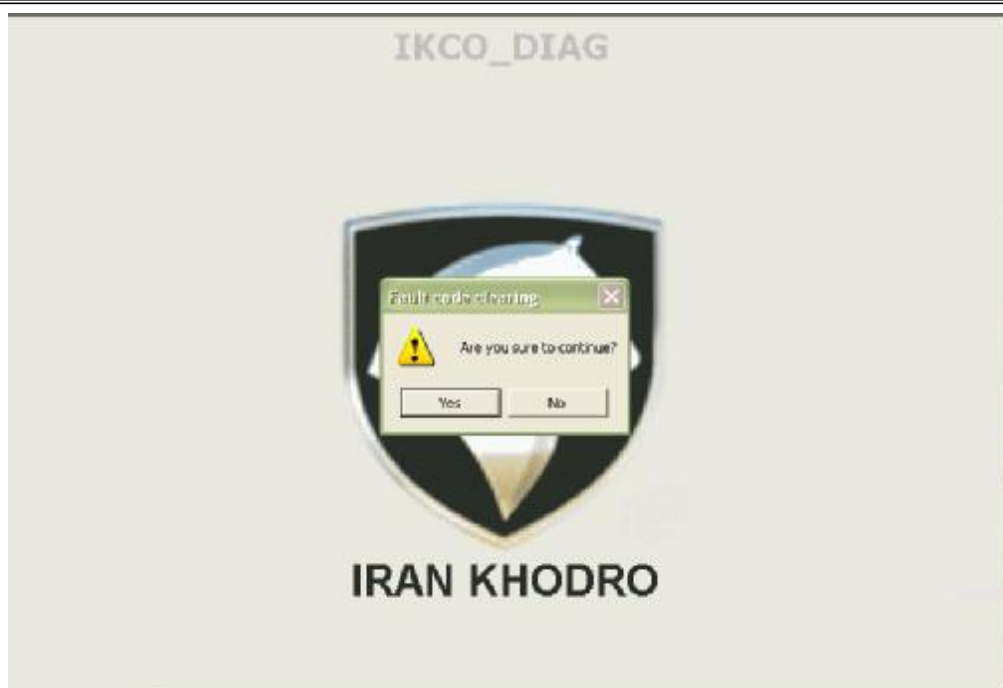 IKCO_DIAG
Fault code clearing
Are you sure to continue?
Yes No
IRAN KHODRO